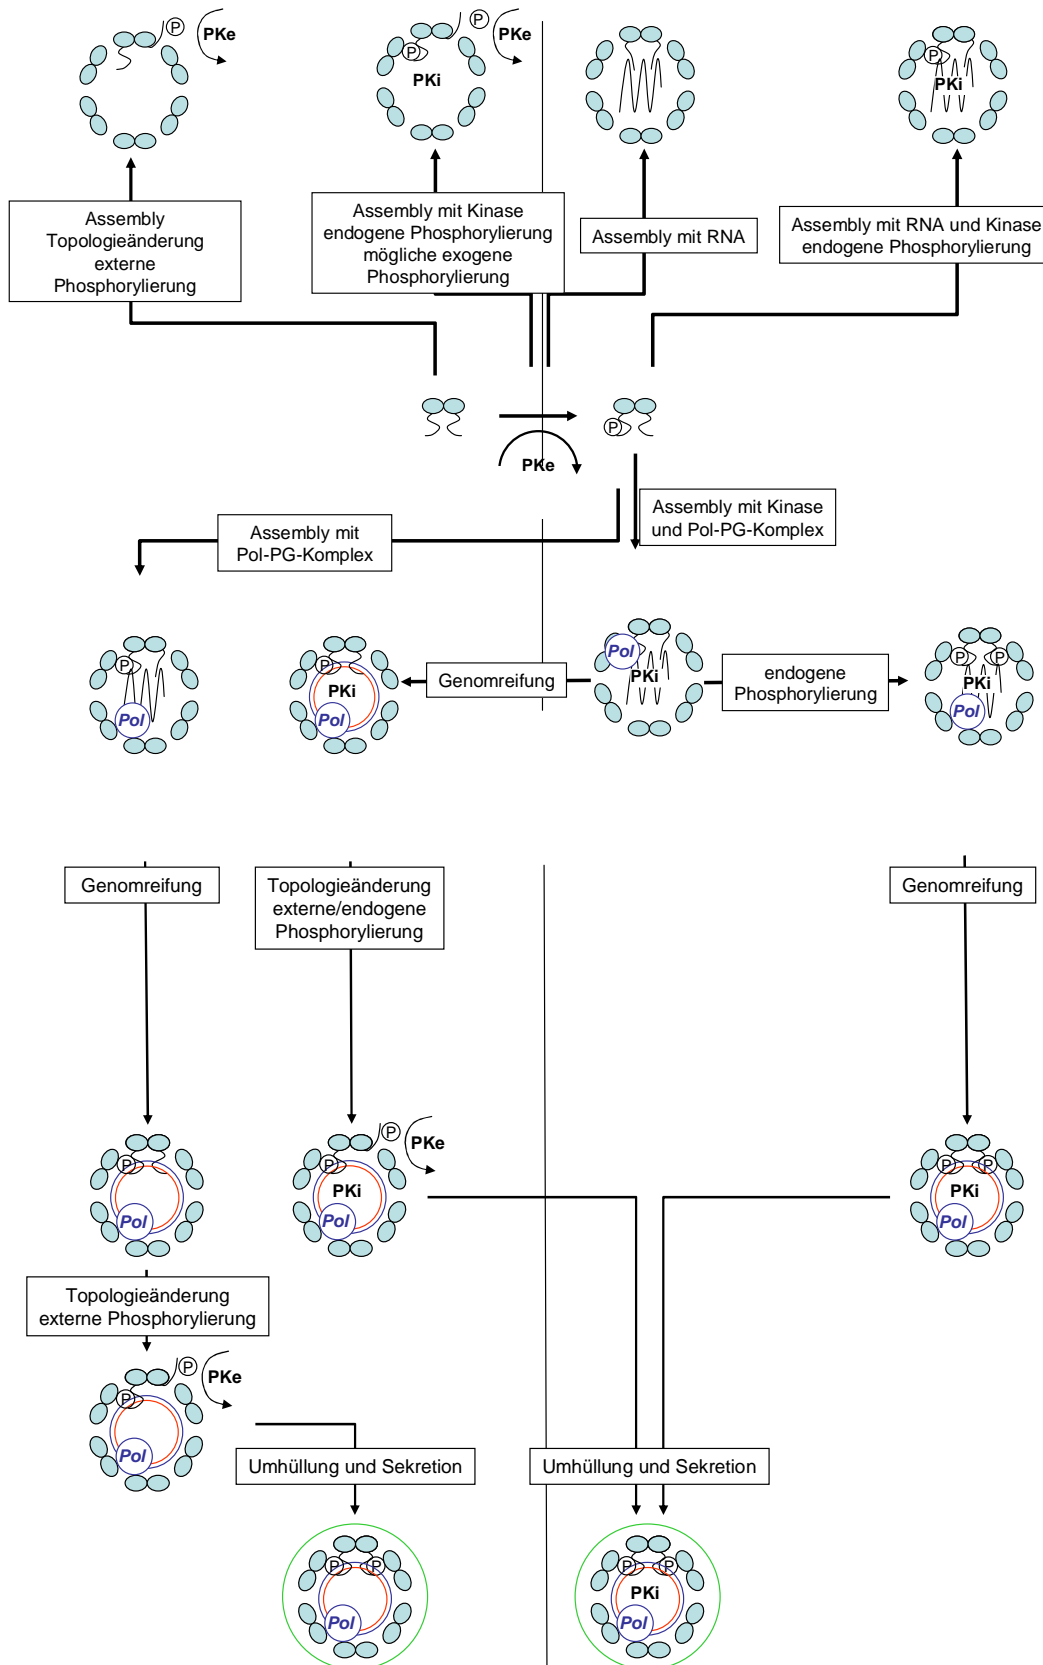 P
PKe
P
PKe
P
PKi
P
PKi
Assembly
Topologieänderung
externe
Phosphorylierung
Assembly mit Kinase
endogene Phosphorylierung
mögliche exogene
Phosphorylierung
Assembly mit RNA
Assembly mit RNA und Kinase
endogene Phosphorylierung
P
PKe
Assembly mit
Pol-PG-Komplex
Assembly mit Kinase
und Pol-PG-Komplex
P
Pol
P
PKi
Pol
Genomreifung
Pol
PKi
endogene
Phosphorylierung
P
P
PKi
Pol
Genomreifung
Topologieänderung
externe/endogene
Phosphorylierung
Genomreifung
P
Pol
P
PKe
P
PKi
Pol
P
P
PKi
Pol
Topologieänderung
externe Phosphorylierung
P
PKe
P
Pol
Umhüllung und Sekretion
Umhüllung und Sekretion
P
P
Pol
P
P
PKi
Pol